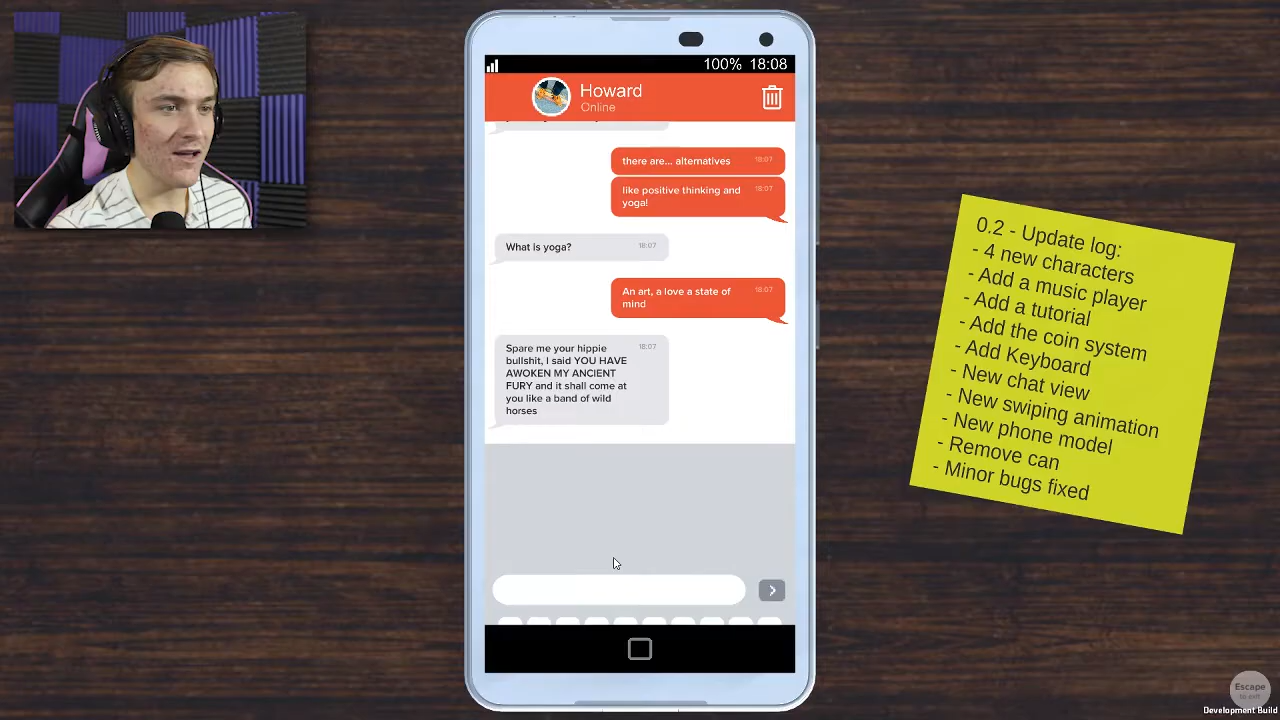 100% 18:08
Howard
Online
there are... alternatives 18:07
like positive thinking and 18:07
yoga!
What is yoga? 18:07
An art, a love a state of 18:07
mind
Spare me your hippie 18:07
bullshit, I said YOU HAVE
AWOKEN MY ANCIENT
FURY and it shall come at
you like a band of wild
horses
0.2 - Update log:
- 4 new characters
- Add a music player
- Add a tutorial
- Add the coin system
- Add Keyboard
- New chat view
- New swiping animation
- New phone model
- Remove can
- Minor bugs fixed
Escape
to exit
Development Build